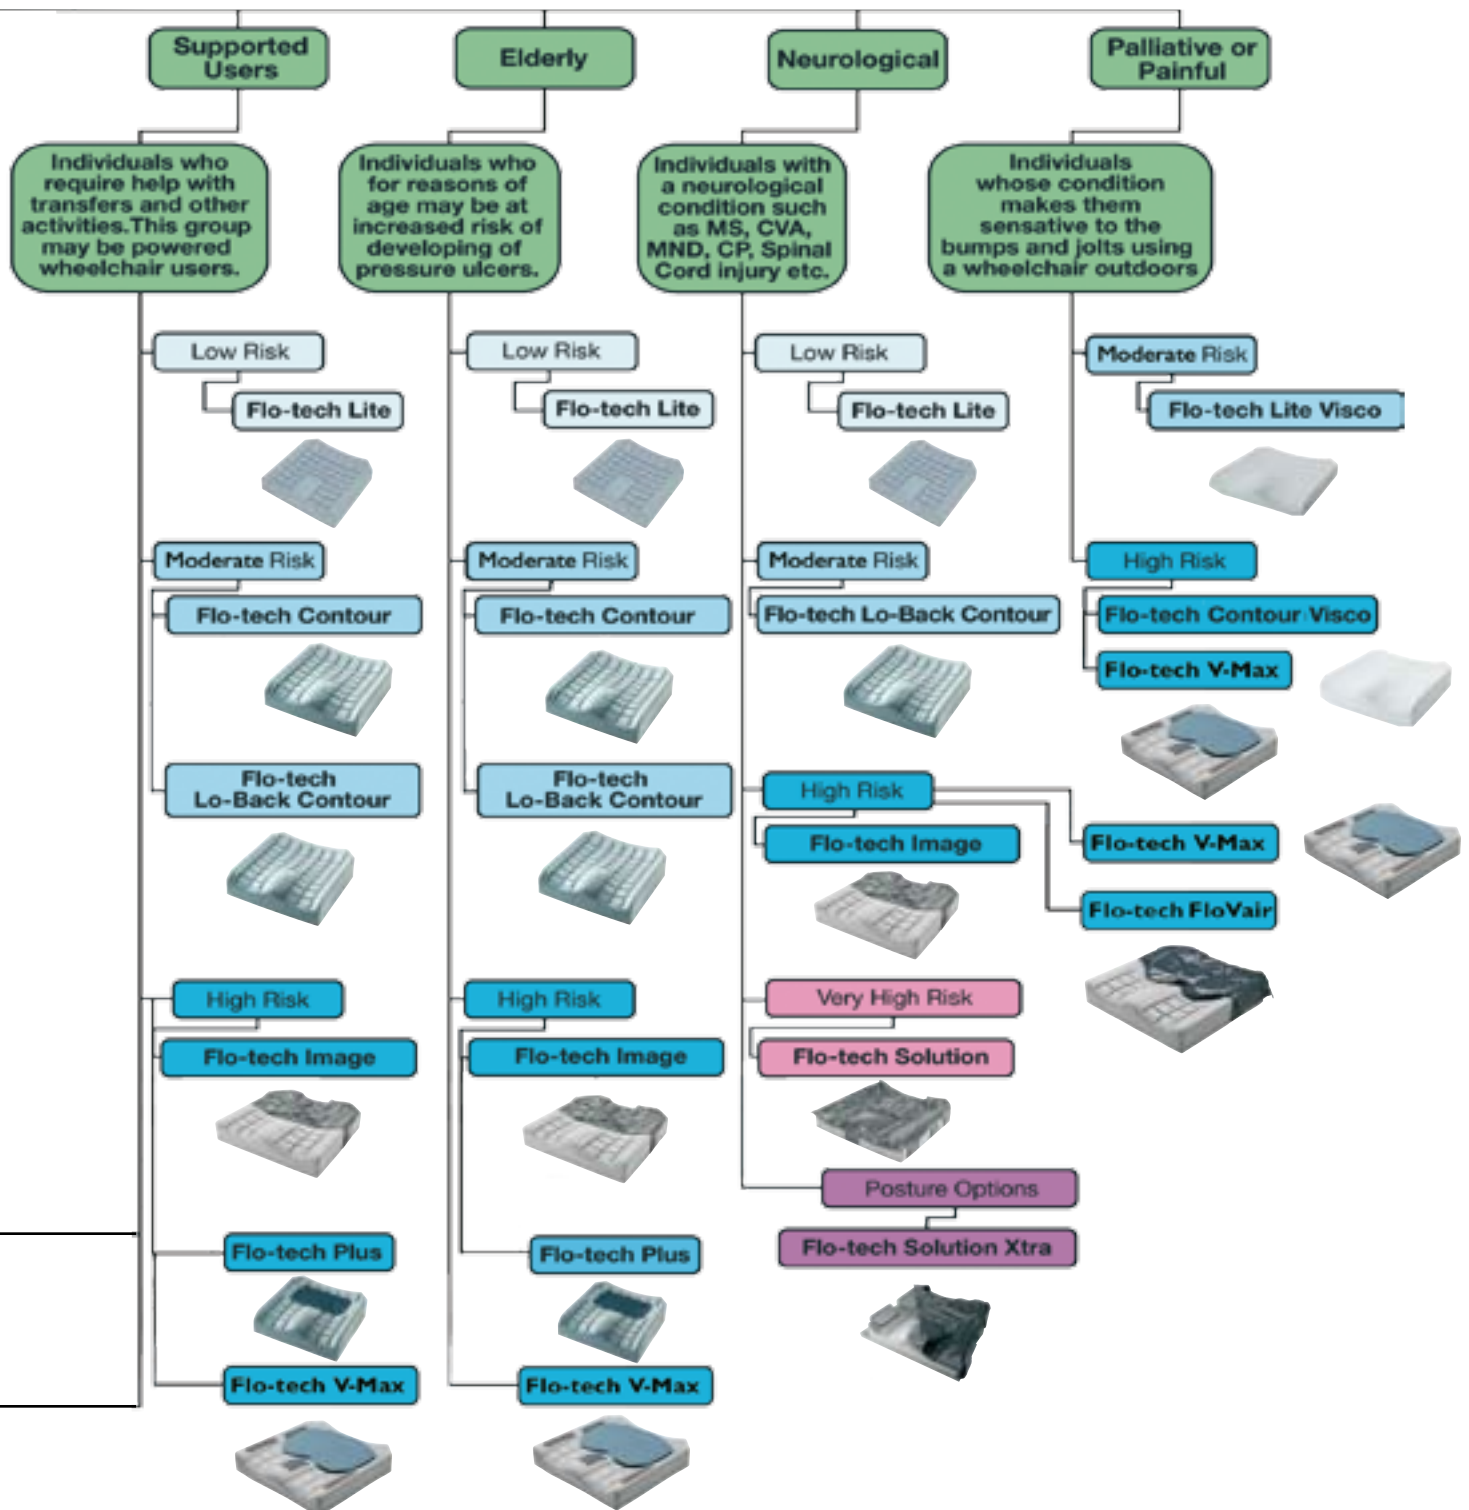 Supported
Users
Elderly
Neurological
Palliative or
Painful
Individuals who
require help with
transfers and other
activities.This group
may be powered
wheelchair users.
Individuals who
for reasons of
age may be at
increased risk of
developing of
pressure ulcers.
Individuals with
a neurological
condition such
as MS, CVA,
MND, CP, Spinal
Cord injury etc.
Individuals
whose condition
makes them
sensative to the
bumps and jolts using
a wheelchair outdoors
Low Risk
Flo-tech Lite
Moderate Risk
Flo-tech Contour
Flo-tech
Lo-Back Contour
High Risk
Flo-tech Image
Flo-tech Plus
Flo-tech V-Max
Low Risk
Flo-tech Lite
Moderate Risk
Flo-tech Contour
Flo-tech
Lo-Back Contour
High Risk
Flo-tech Image
Flo-tech Plus
Flo-tech V-Max
Low Risk
Flo-tech Lite
Moderate Risk
Flo-tech Lo-Back Contour
High Risk
Flo-tech Image
Flo-tech V-Max
Flo-tech FloVair
Very High Risk
Flo-tech Solution
Posture Options
Flo-tech Solution Xtra
Moderate Risk
Flo-tech Lite Visco
High Risk
Flo-tech Contour Visco
Flo-tech V-Max